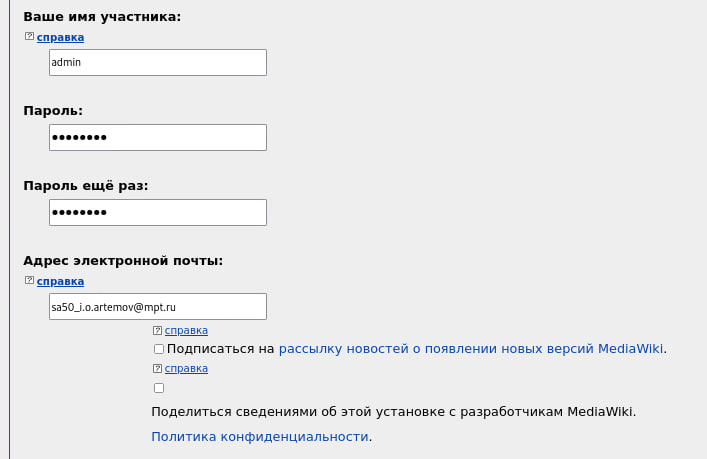 Ваше имя участника:
справка
admin
Пароль:
••••••••
Пароль ещё раз:
••••••••
Адрес электронной почты:
справка
sa50_i.o.artemov@mpt.ru
справка
Подписаться на рассылку новостей о появлении новых версий MediaWiki.
справка
Поделиться сведениями об этой установке с разработчикам MediaWiki.
Политика конфиденциальности.